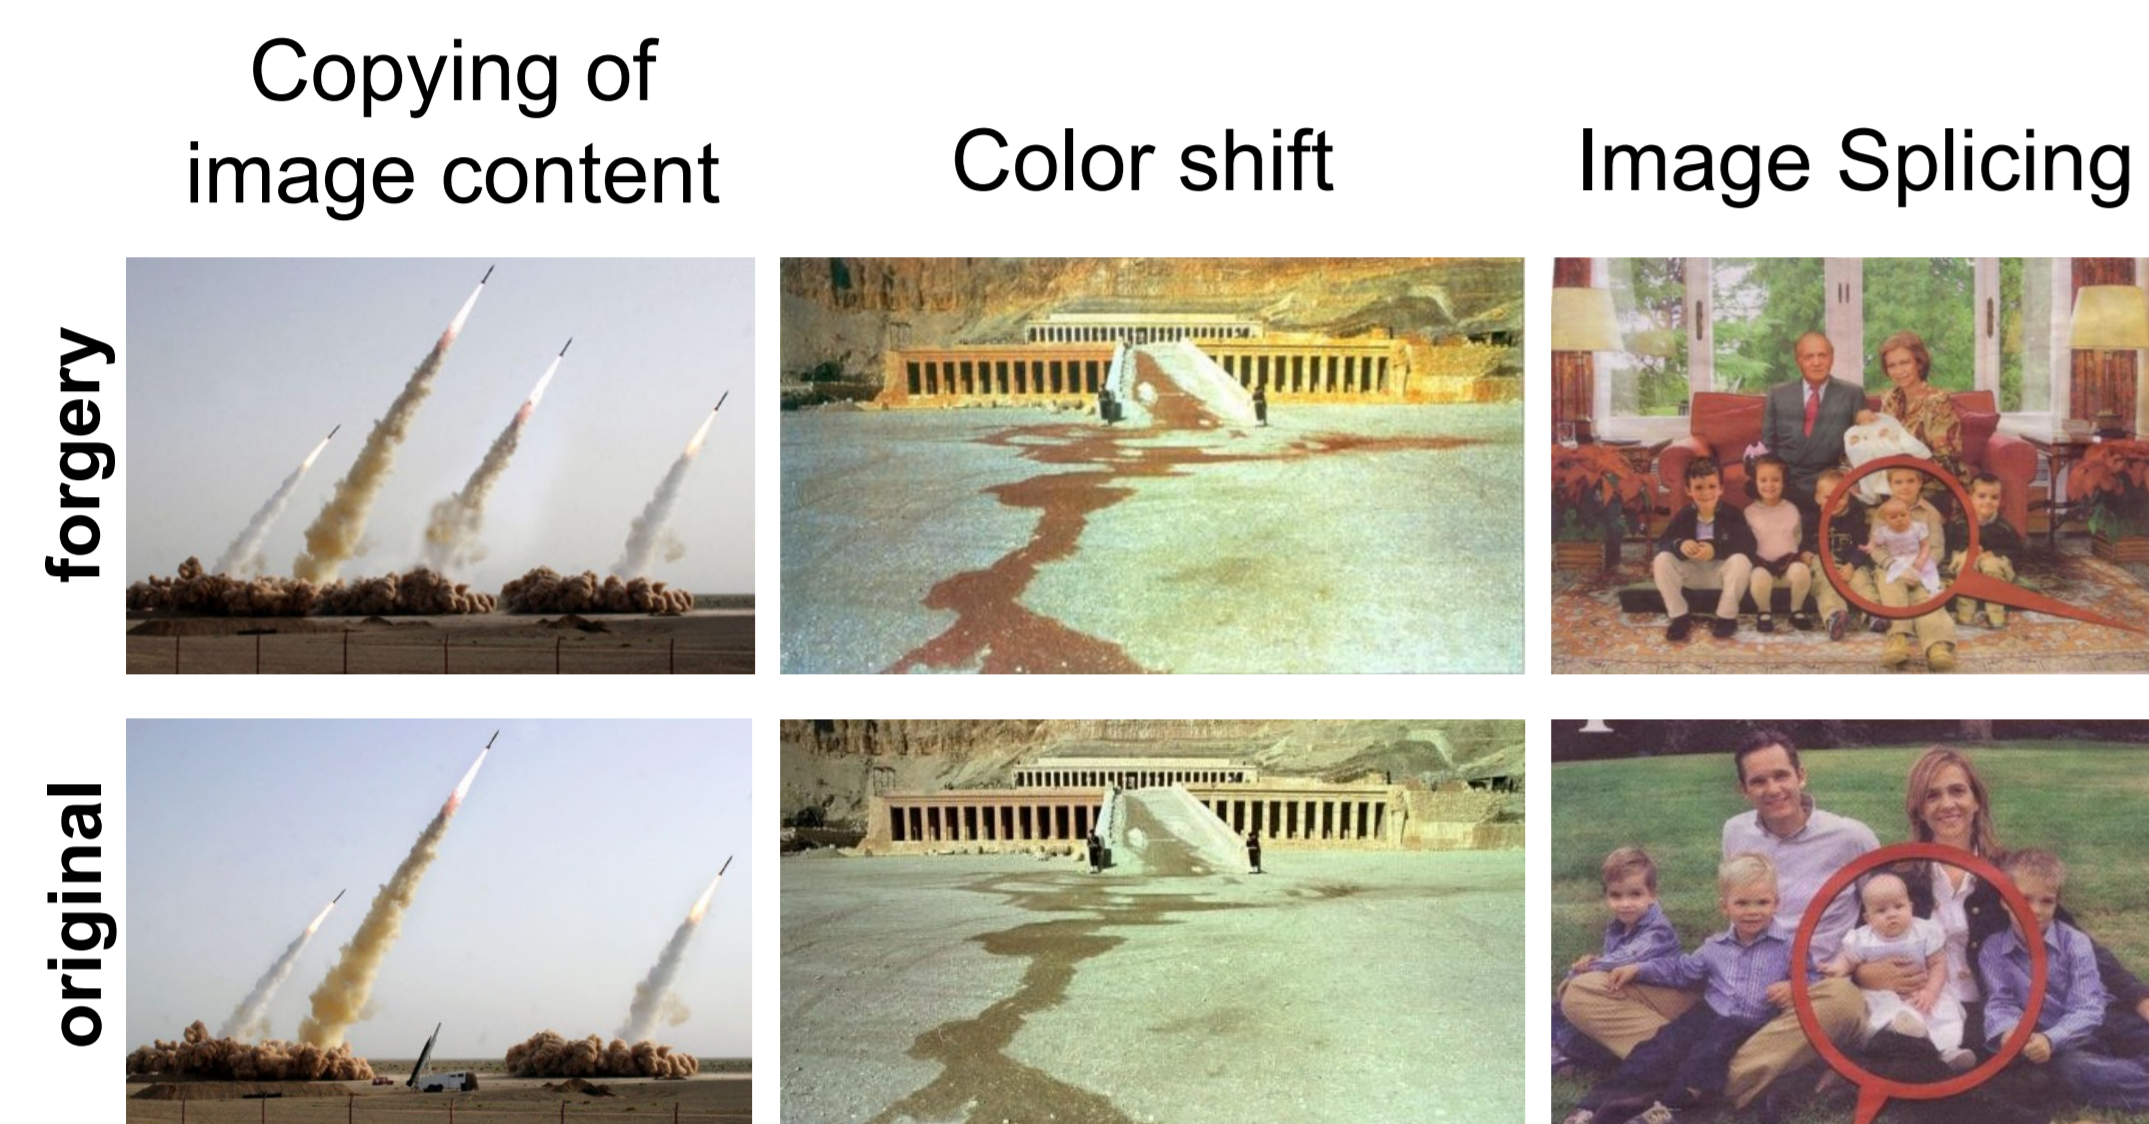 Copying of
image content
Color shift
Image Splicing
forgery
original